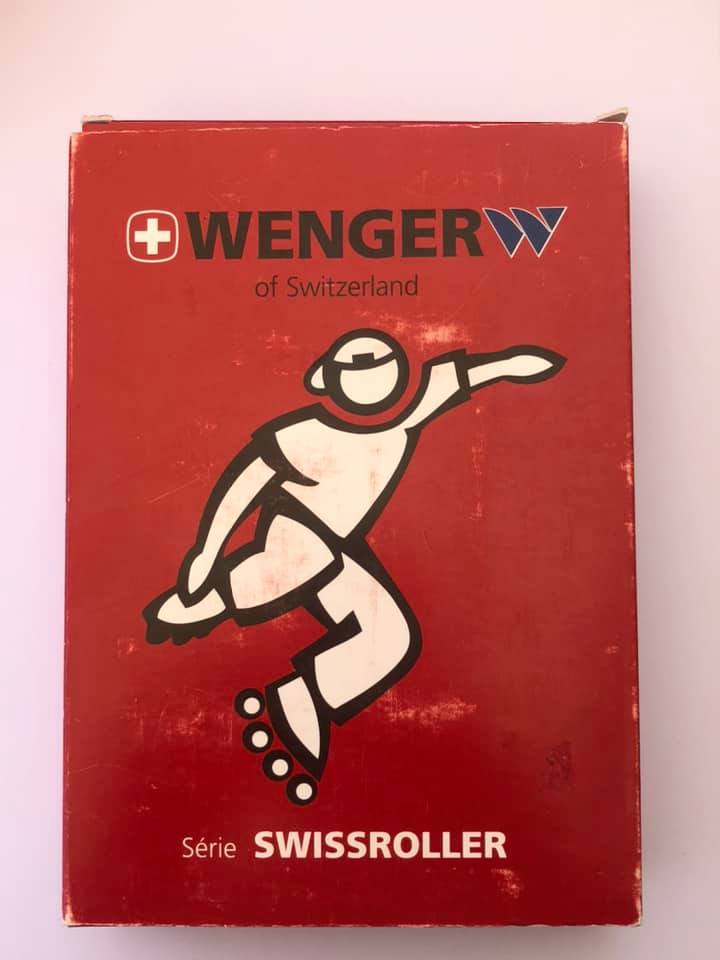 WENGER
of Switzerland
Série SWISSROLLER